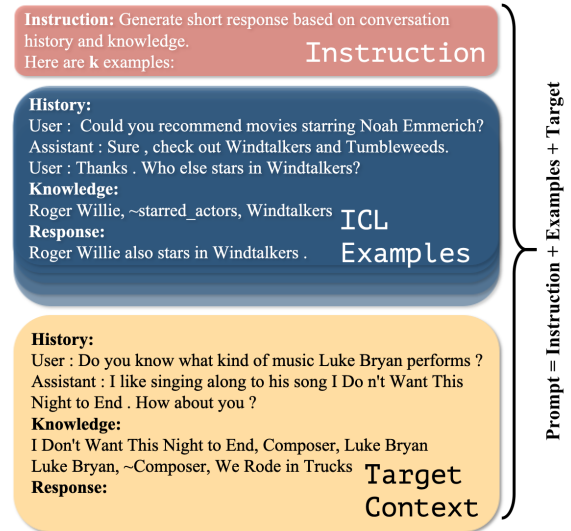 Instruction: Generate short response based on conversation
history and knowledge.
Here are k examples:
Instruction
History:
User : Could you recommend movies starring Noah Emmerich?
Assistant : Sure , check out Windtalkers and Tumbleweeds.
User : Thanks . Who else stars in Windtalkers?
Knowledge:
Roger Willie, ~starred_actors, Windtalkers
Response:
Roger Willie also stars in Windtalkers .
ICL
Examples
History:
User : Do you know what kind of music Luke Bryan performs ?
Assistant : I like singing along to his song I Do n't Want This
Night to End . How about you ?
Knowledge:
I Don't Want This Night to End, Composer, Luke Bryan
Luke Bryan, ~Composer, We Rode in Trucks
Response:
Target
Context
Prompt = Instruction + Examples + Target